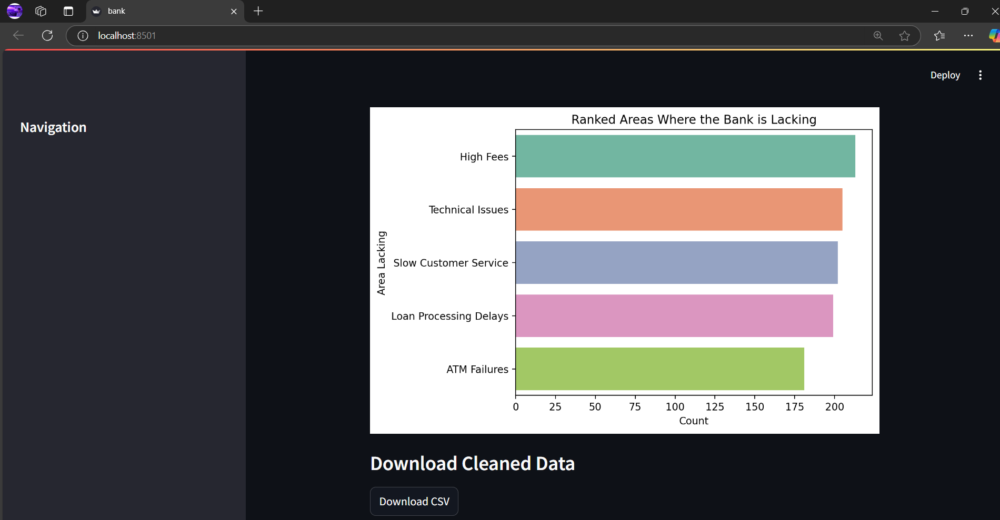 bank
localhost:8501
Deploy
Navigation
Ranked Areas Where the Bank is Lacking
High Fees
Technical Issues
Slow Customer Service
Loan Processing Delays
ATM Failures
Area Lacking
0 25 50 75 100 125 150 175 200
Count
Download Cleaned Data
Download CSV